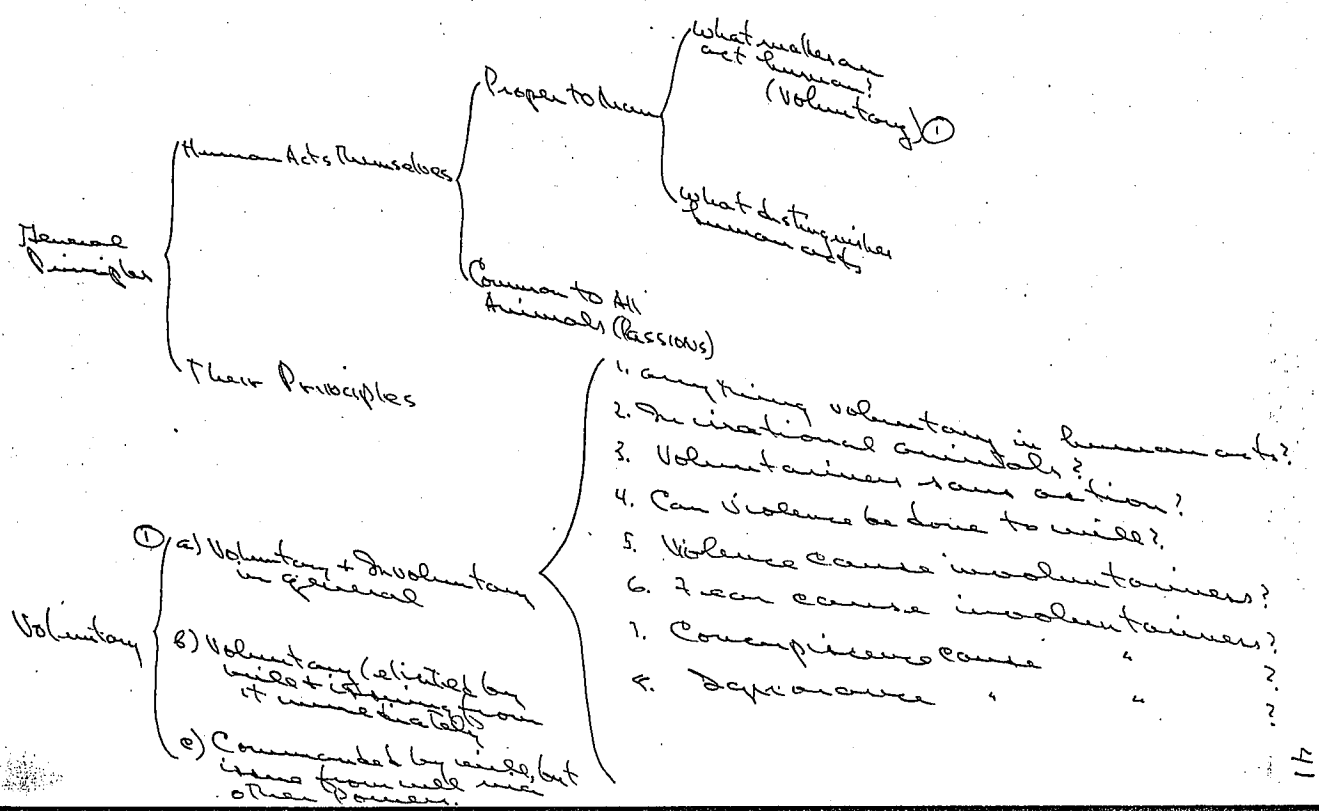 What makes an
act human?
(Voluntary) ①
Proper to Man
Human Acts Themselves
What distinguishes
human acts
General
Principles
Common to All
Animals (Passions)
Their Principles
1. anything voluntary in human acts?
2. In irrational animals?
3. Voluntariness sans action?
4. Can violence be done to will?
① a) Voluntary + Involuntary
in general
5. Violence cause involuntariness?
6. Fear cause involuntariness?
Voluntary
7. Concupiscence cause " ?
b) Voluntary (elicited by
will + issuing from
it immediately
8. Ignorance " " ?
c) Commanded by will, but
issue from will via
other powers.
41